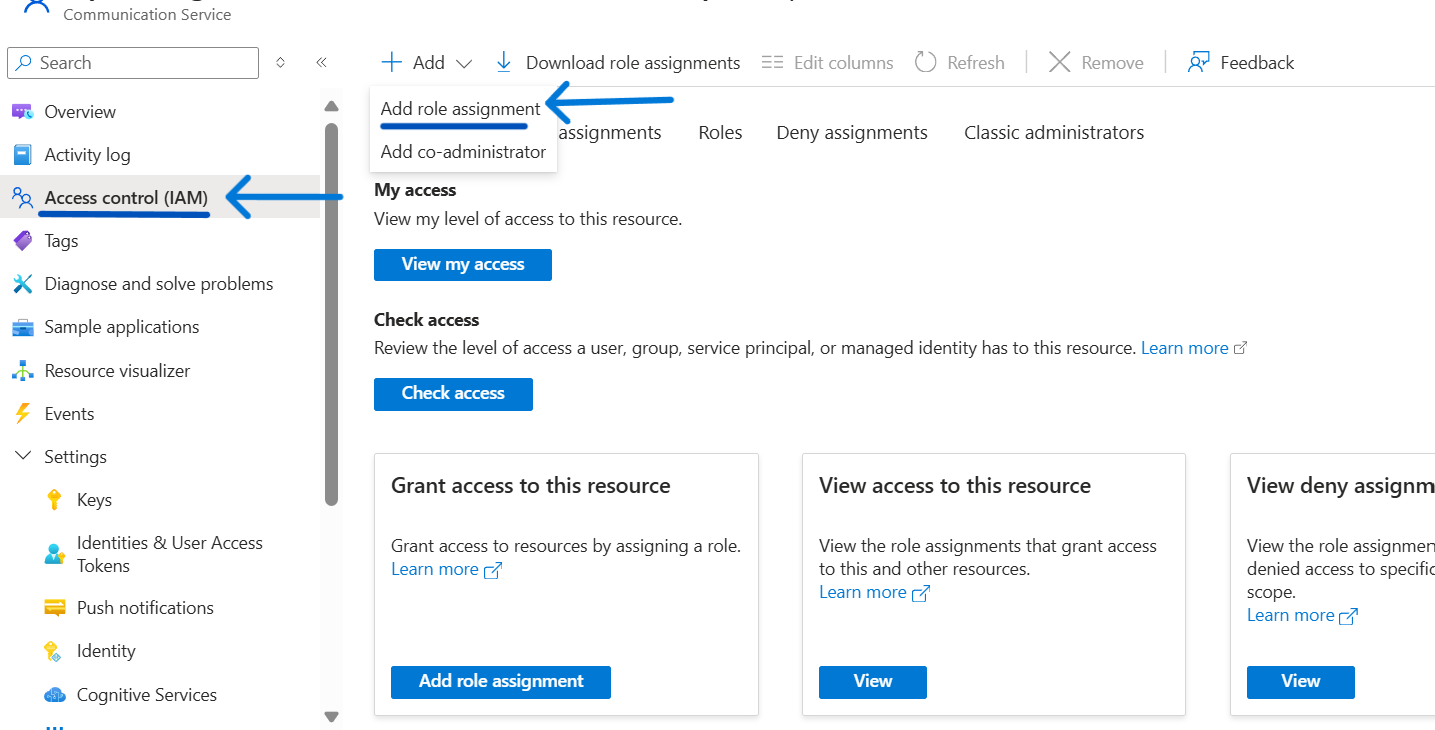 Communication Service
Search
Add
Download role assignments
Edit columns
Refresh
Remove
Feedback
Overview
Activity log
Access control (IAM)
Tags
Diagnose and solve problems
Sample applications
Resource visualizer
Events
Settings
Keys
Identities & User Access
Tokens
Push notifications
Identity
Cognitive Services
Add role assignment
Add co-administrator
assignments
Roles
Deny assignments
Classic administrators
My access
View my level of access to this resource.
View my access
Check access
Review the level of access a user, group, service principal, or managed identity has to this resource. Learn more
Check access
Grant access to this resource
Grant access to resources by assigning a role.
Learn more
Add role assignment
View access to this resource
View the role assignments that grant access
to this and other resources.
Learn more
View
View deny assignm
View the role assignmen
denied access to specific
scope.
Learn more
View